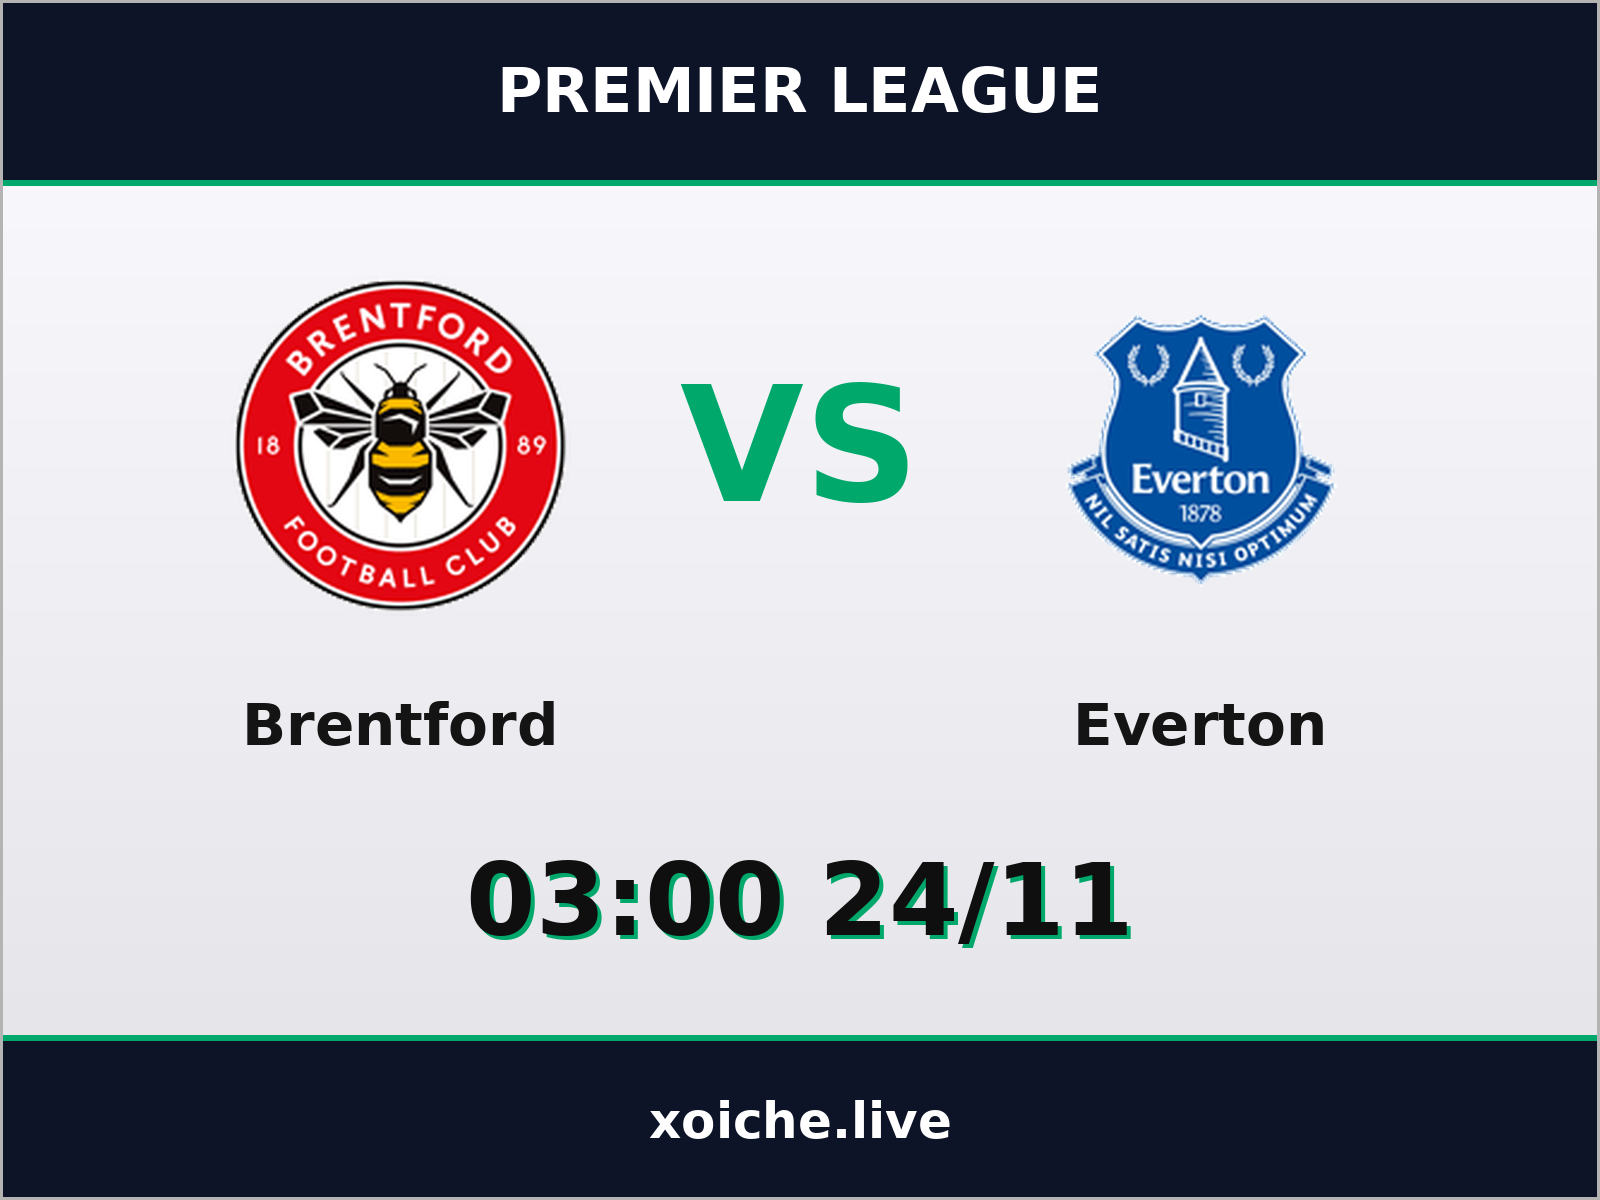 PREMIER LEAGUE
BRENTFORD
18 89
FOOTBALL CLUB
VS
Everton
1878
NIL SATIS NISI OPTIMUM
Brentford
Everton
03:00 24/11
xoiche.live